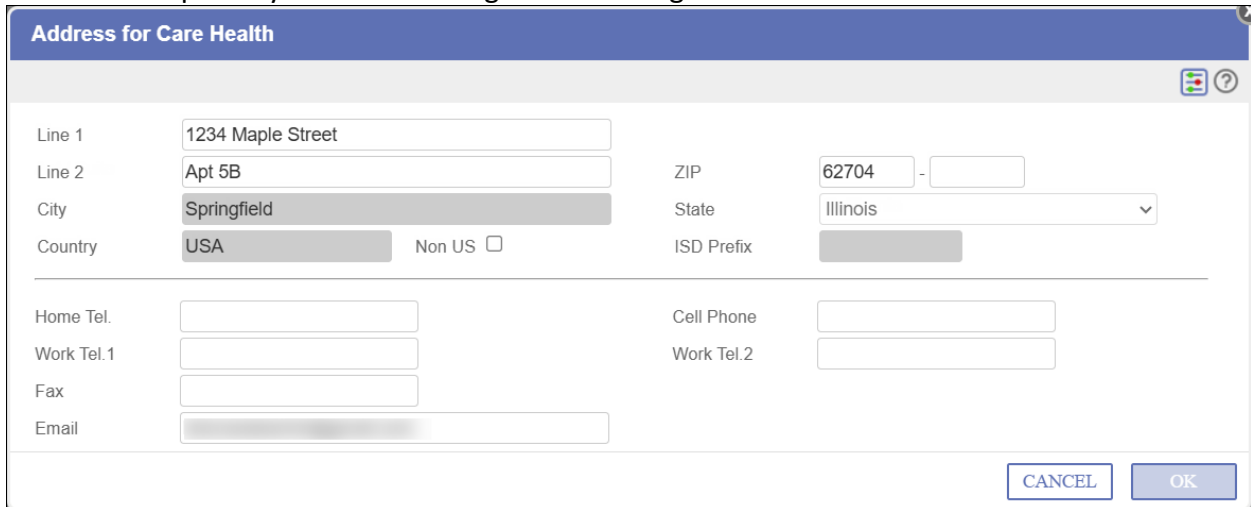 Address for Care Health
Line 1 1234 Maple Street
Line 2 Apt 5B ZIP 62704 -
City Springfield State Illinois
Country USA Non US ISD Prefix
Home Tel. Cell Phone
Work Tel.1 Work Tel.2
Fax
Email
CANCEL OK